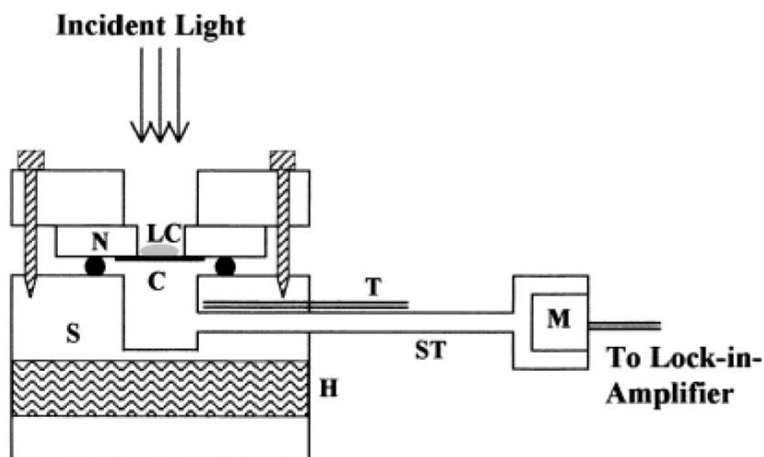 Incident Light
LC
N
C
T
S
M
ST
H
To Lock-in-
Amplifier